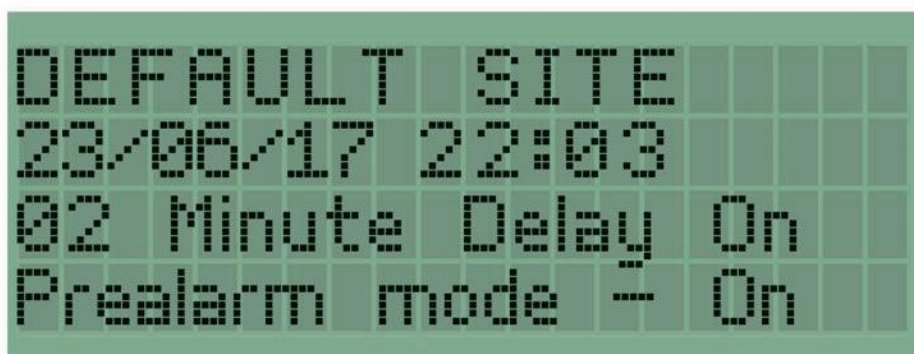 DEFAULT SITE
23/06/17 22:03
02 Minute Delay On
Prealarm mode - On